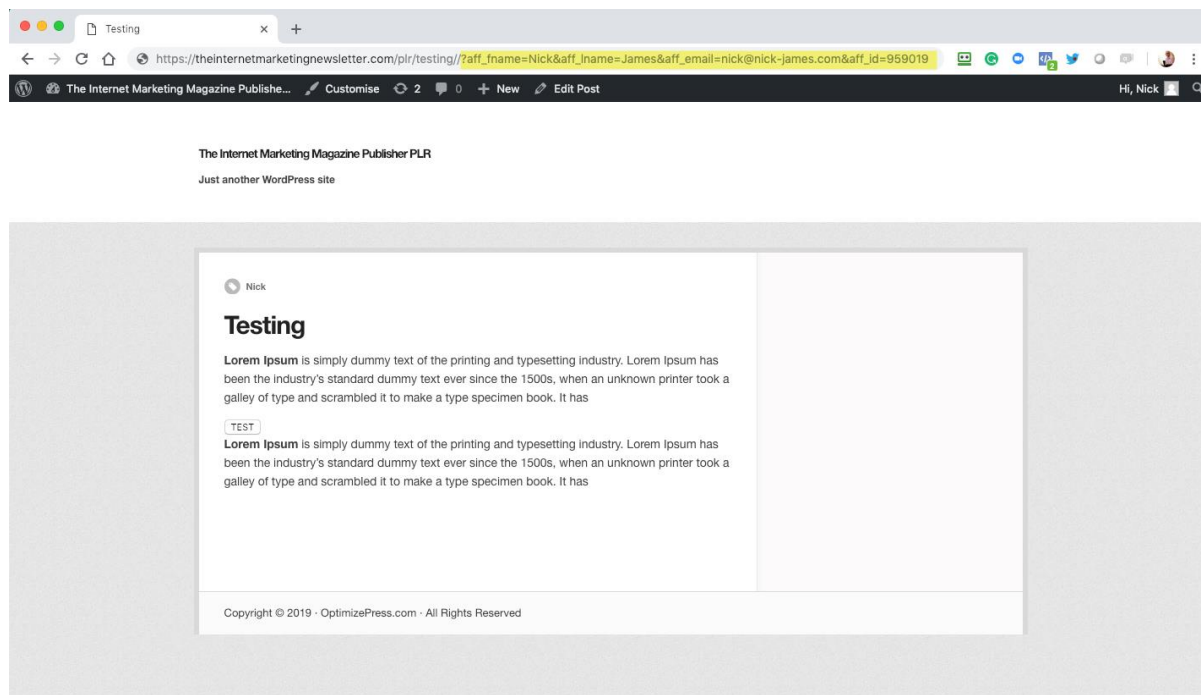 Testing
https://theinternetmarketingnewsletter.com/plr/testing//?aff_fname=Nick&aff_lname=James&aff_email=nick@nick-james.com&aff_id=959019
2
The Internet Marketing Magazine Publishe... Customise 2 0 New Edit Post Hi, Nick
The Internet Marketing Magazine Publisher PLR
Just another WordPress site
Nick
Testing
Lorem Ipsum is simply dummy text of the printing and typesetting industry. Lorem Ipsum has
been the industry's standard dummy text ever since the 1500s, when an unknown printer took a
galley of type and scrambled it to make a type specimen book. It has
TEST
Lorem Ipsum is simply dummy text of the printing and typesetting industry. Lorem Ipsum has
been the industry's standard dummy text ever since the 1500s, when an unknown printer took a
galley of type and scrambled it to make a type specimen book. It has
Copyright © 2019 · OptimizePress.com · All Rights Reserved